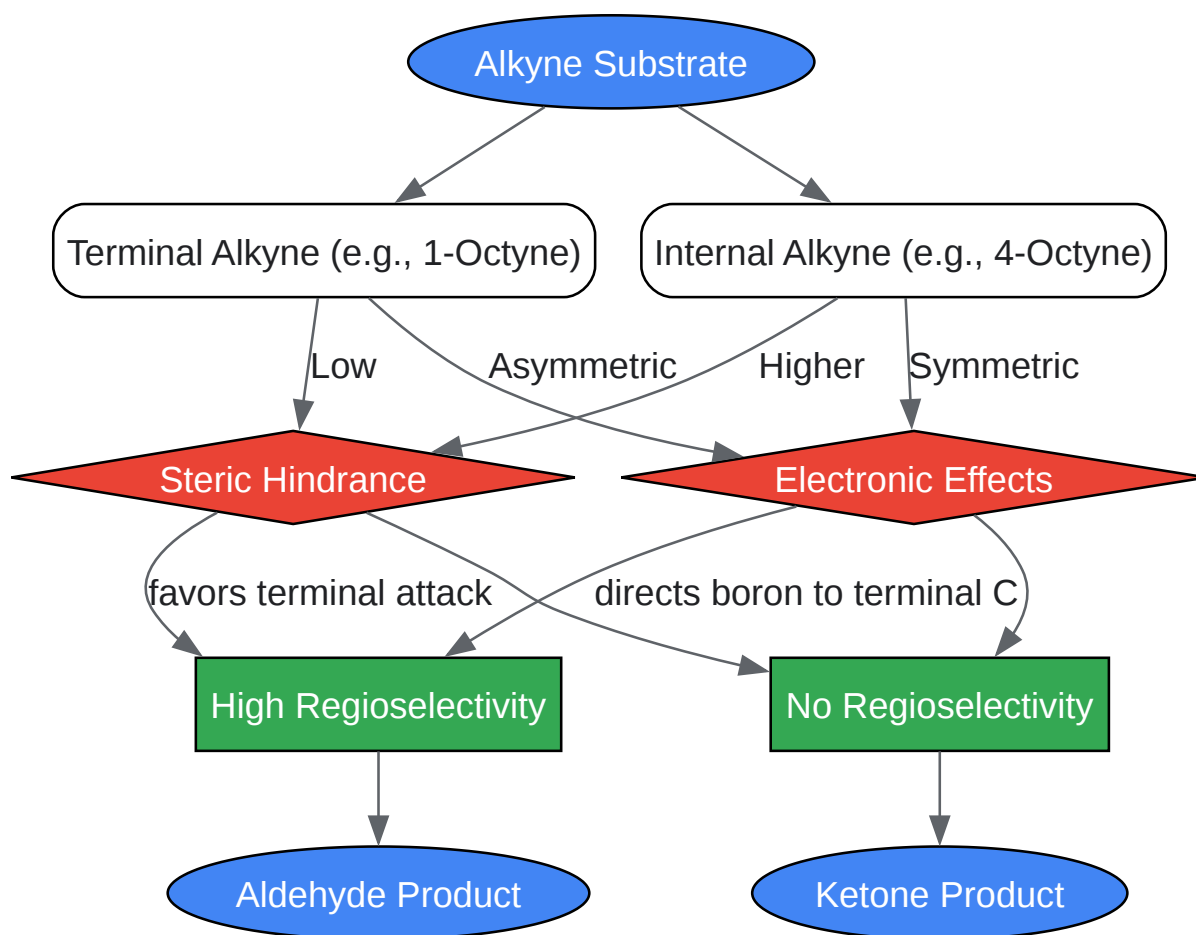 Alkyne Substrate
Terminal Alkyne (e.g., 1-Octyne)
Internal Alkyne (e.g., 4-Octyne)
Low
Asymmetric
Higher
Symmetric
Steric Hindrance
Electronic Effects
favors terminal attack
directs boron to terminal C
High Regioselectivity
No Regioselectivity
Aldehyde Product
Ketone Product